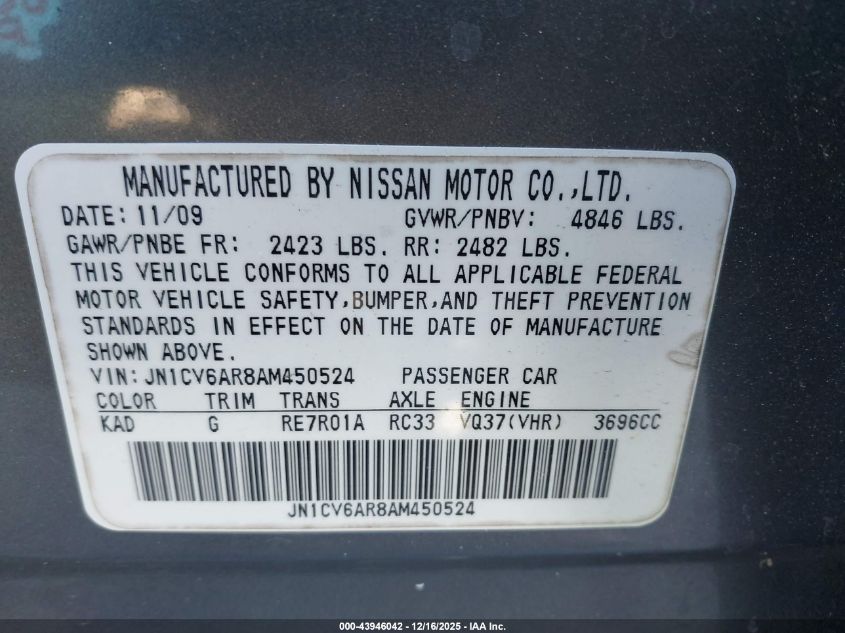 MANUFACTURED BY NISSAN MOTOR CO.,LTD.
DATE: 11/09 GVWR/PNBV: 4846 LBS.
GAWR/PNBE FR: 2423 LBS. RR: 2482 LBS.
THIS VEHICLE CONFORMS TO ALL APPLICABLE FEDERAL
MOTOR VEHICLE SAFETY,BUMPER,AND THEFT PREVENTION
STANDARDS IN EFFECT ON THE DATE OF MANUFACTURE
SHOWN ABOVE.
VIN: JN1CV6AR8AM450524 PASSENGER CAR
COLOR TRIM TRANS AXLE ENGINE
KAD G RE7R01A RC33 VQ37(VHR) 3696CC
JN1CV6AR8AM450524
000-43946042 - 12/16/2025 - IAA Inc.